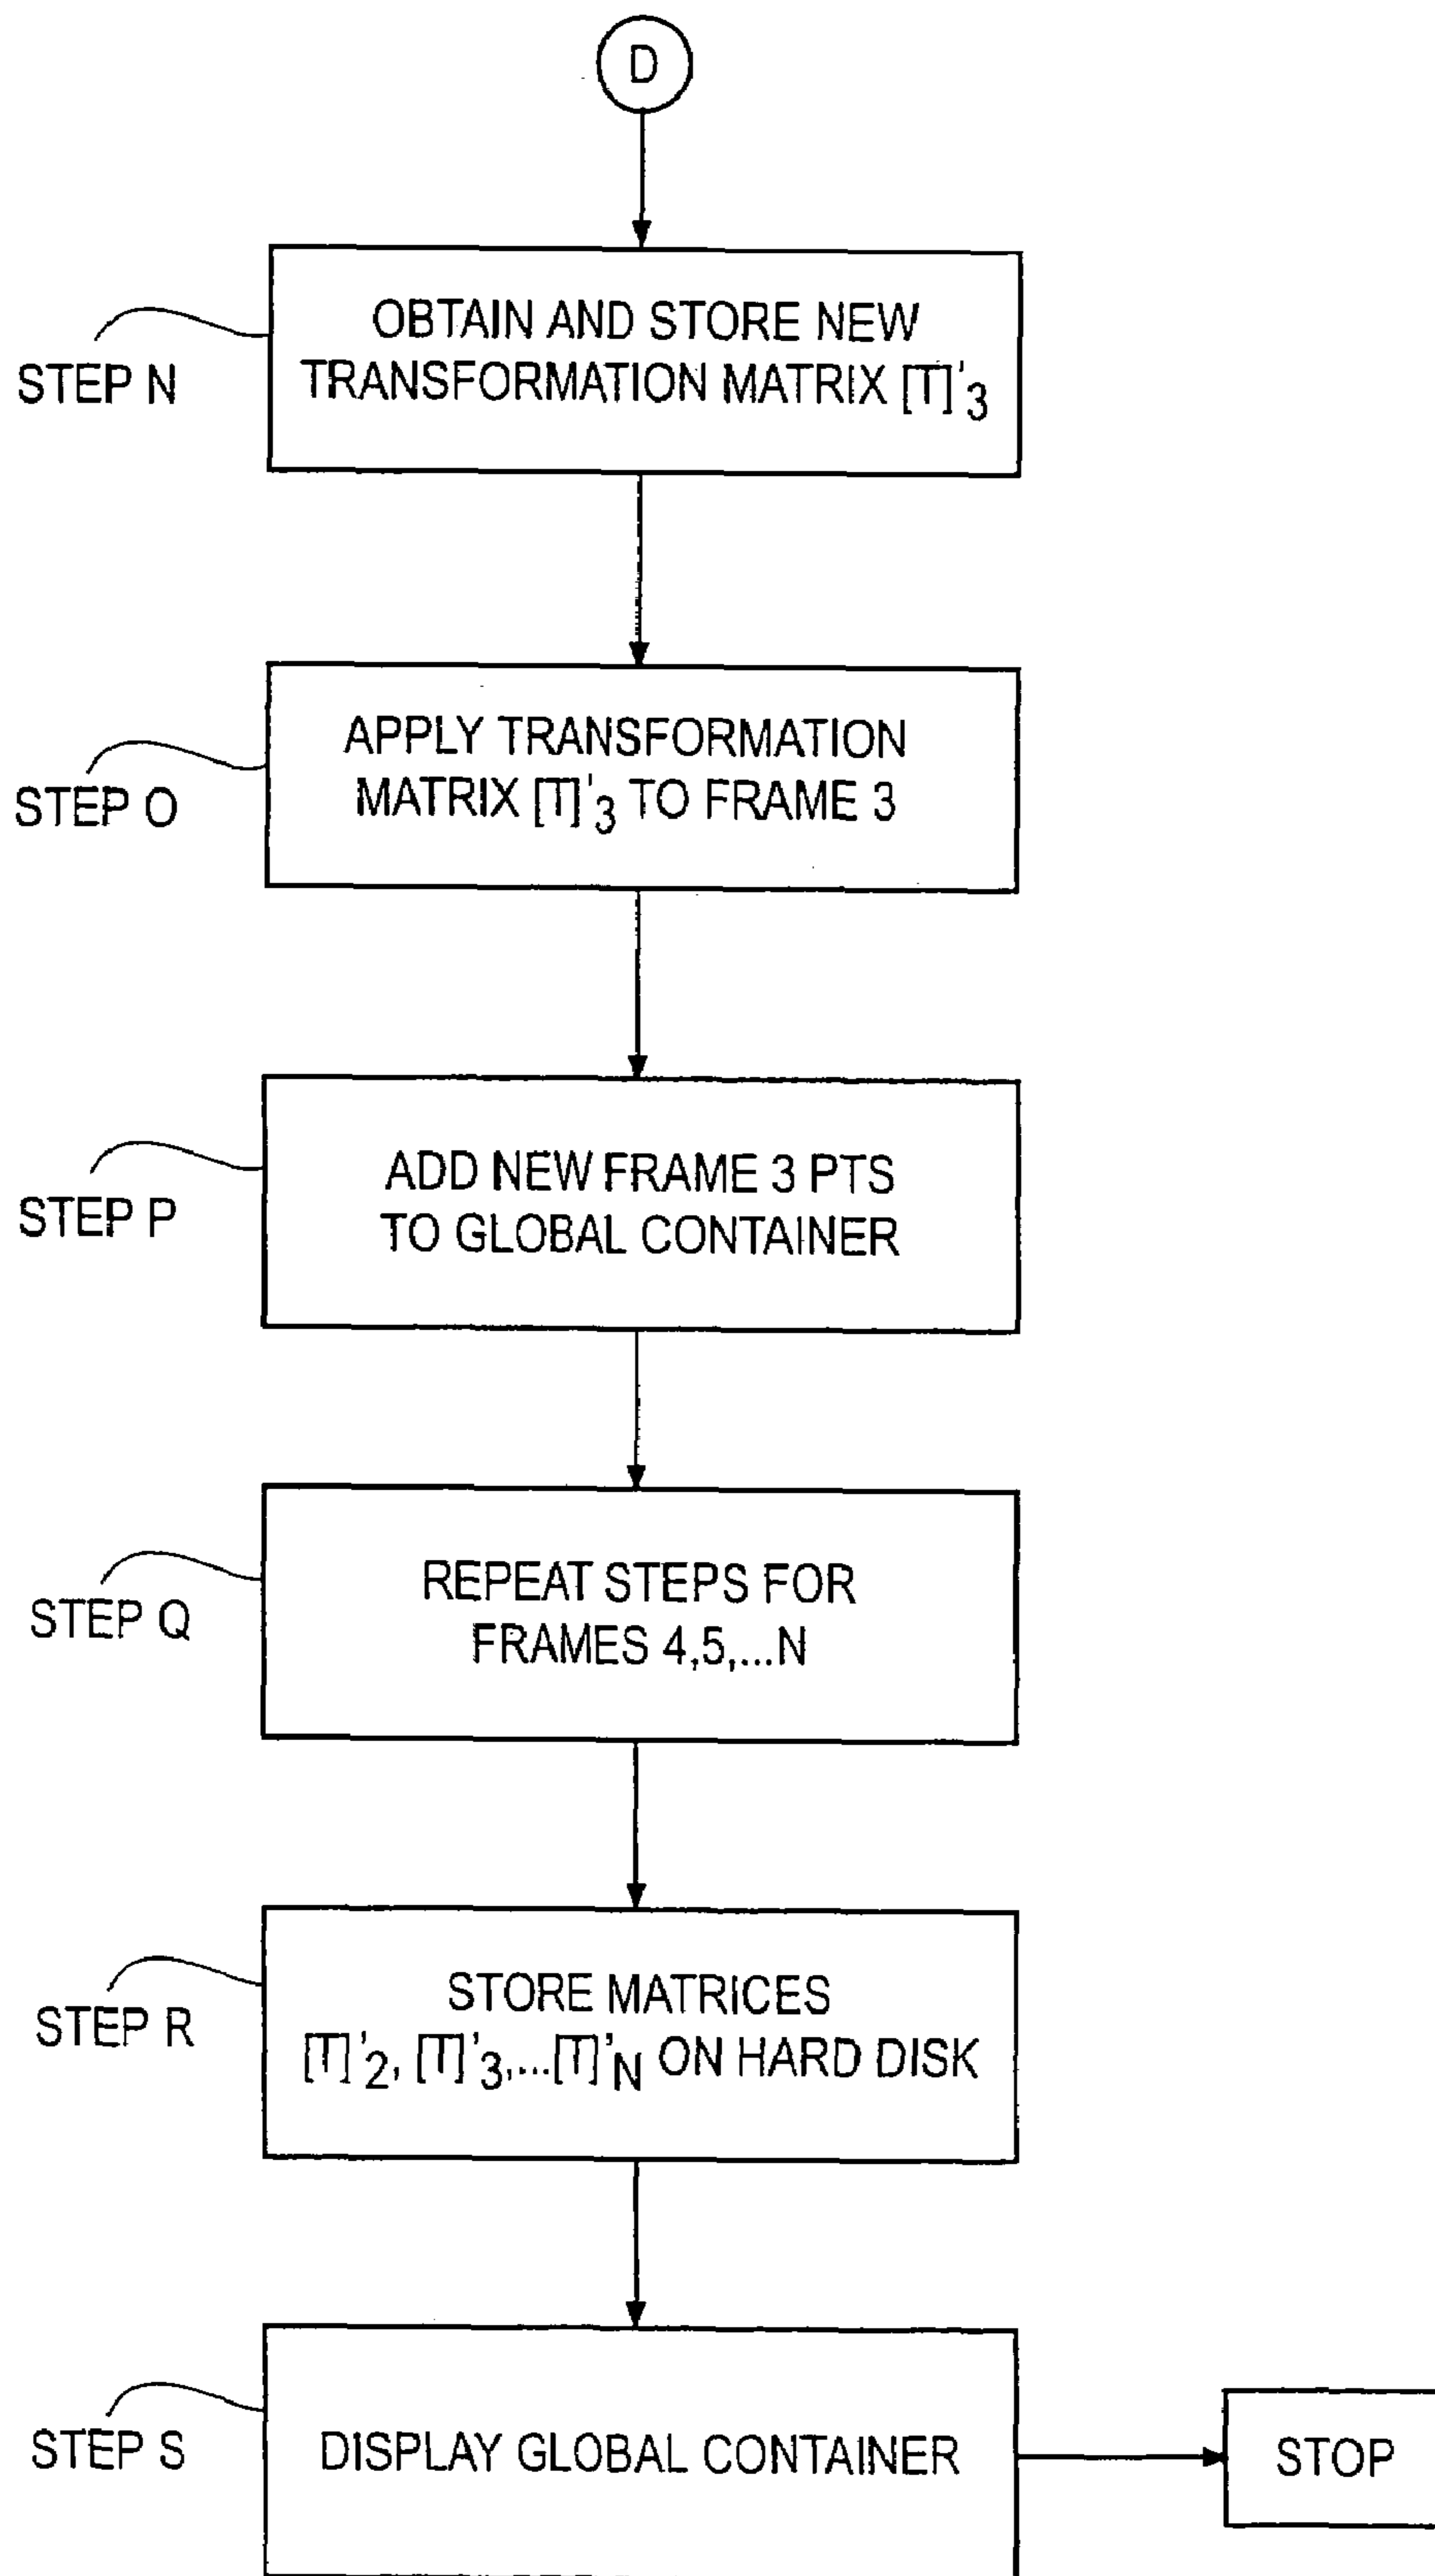 D
OBTAIN AND STORE NEW
TRANSFORMATION MATRIX [T]'3
STEP N
APPLY TRANSFORMATION
MATRIX [T]'3 TO FRAME 3
STEP O
ADD NEW FRAME 3 PTS
TO GLOBAL CONTAINER
STEP P
REPEAT STEPS FOR
FRAMES 4,5,...N
STEP Q
STORE MATRICES
[T]'2, [T]'3,...[T]'N ON HARD DISK
STEP R
DISPLAY GLOBAL CONTAINER
STEP S
STOP